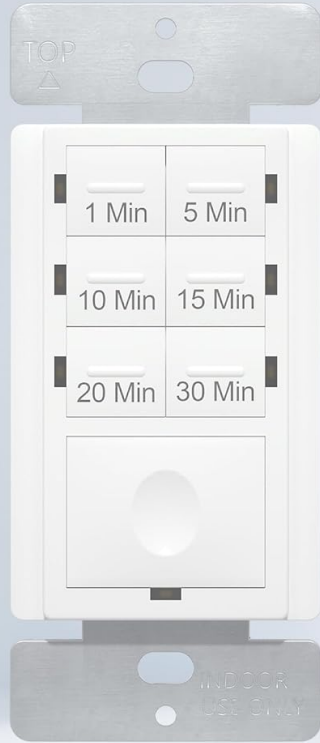 TOP
1 Min 5 Min
10 Min 15 Min
20 Min 30 Min
INDOOR
USE ONLY